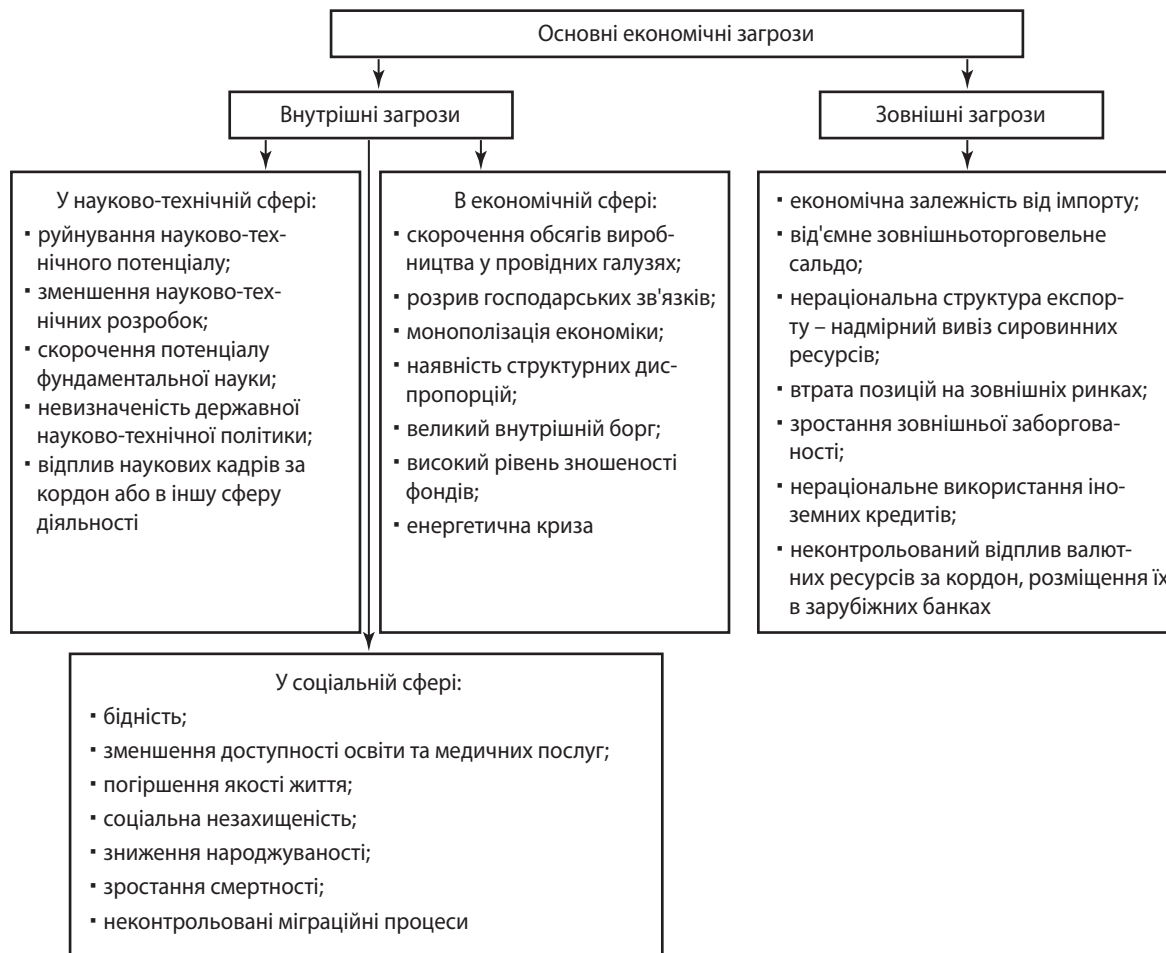 Основні економічні загрози
Внутрішні загрози
Зовнішні загрози
У науково-технічній сфері:
▪ руйнування науково-тех-
нічного потенціалу;
▪ зменшення науково-тех-
нічних розробок;
▪ скорочення потенціалу
фундаментальної науки;
▪ невизначеність державної
науково-технічної політики;
▪ відплив наукових кадрів за
кордон або в іншу сферу
діяльності
В економічній сфері:
▪ скорочення обсягів вироб-
ництва у провідних галузях;
▪ розрив господарських зв'язків;
▪ монополізація економіки;
▪ наявність структурних дис-
пропорцій;
▪ великий внутрішній борг;
▪ високий рівень зношеності
фондів;
▪ енергетична криза
▪ економічна залежність від імпорту;
▪ від'ємне зовнішньоторговельне
сальдо;
▪ нераціональна структура експор-
ту – надмірний вивіз сировинних
ресурсів;
▪ втрата позицій на зовнішніх ринках;
▪ зростання зовнішньої заборгова-
ності;
▪ нераціональне використання іно-
земних кредитів;
▪ неконтрольований відплив валют-
них ресурсів за кордон, розміщення їх
в зарубіжних банках
У соціальній сфері:
▪ бідність;
▪ зменшення доступності освіти та медичних послуг;
▪ погіршення якості життя;
▪ соціальна незахищеність;
▪ зниження народжуваності;
▪ зростання смертності;
▪ неконтрольовані міграційні процеси